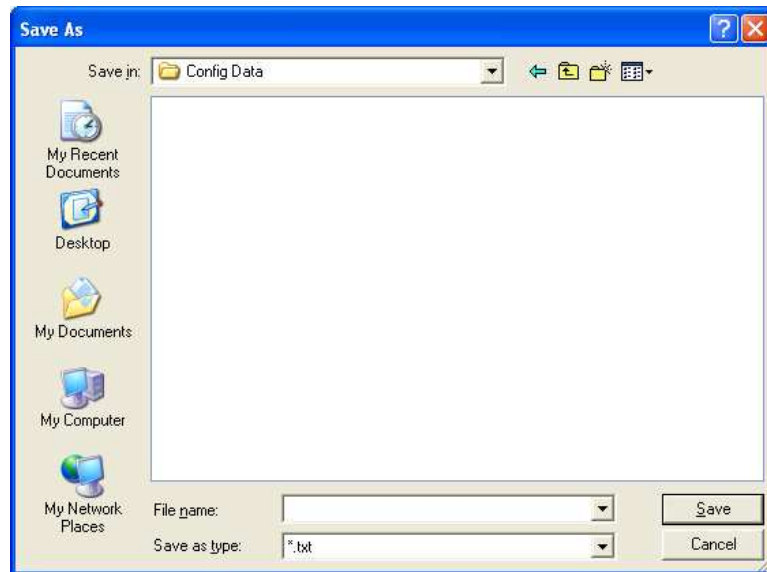 Save As
Save in: Config Data
My Recent
Documents
Desktop
My Documents
My Computer
My Network
Places
File name:
Save
Save as type: *.txt
Cancel